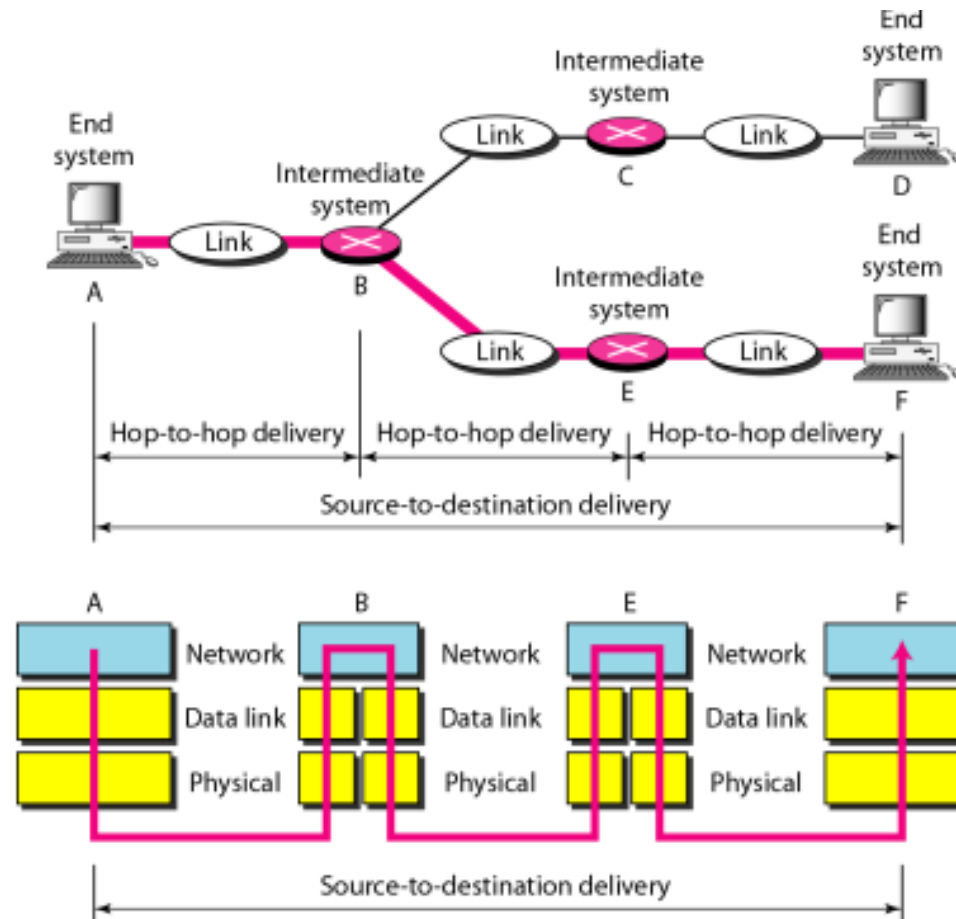 End
system
Intermediate
system
End
system
Link
Link
C
D
Intermediate
system
Link
A
B
Intermediate
system
End
system
Link
Link
E
F
Hop-to-hop delivery
Hop-to-hop delivery
Hop-to-hop delivery
Source-to-destination delivery
A
B
E
F
Network
Network
Network
Data link
Data link
Data link
Physical
Physical
Physical
Source-to-destination delivery